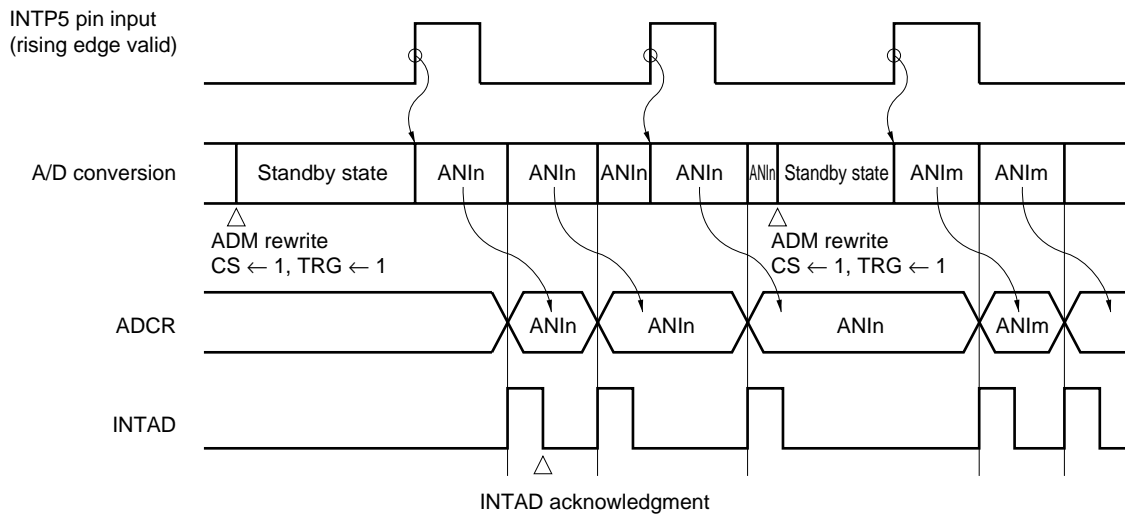 INTP5 pin input
(rising edge valid)
A/D conversion
Standby state
ANIn
ANIn
ANIn
ANIn
ANIn
Standby state
ANIm
ANIm
ADM rewrite
CS ← 1, TRG ← 1
ADM rewrite
CS ← 1, TRG ← 1
ADCR
ANIn
ANIn
ANIn
ANIm
INTAD
INTAD acknowledgment